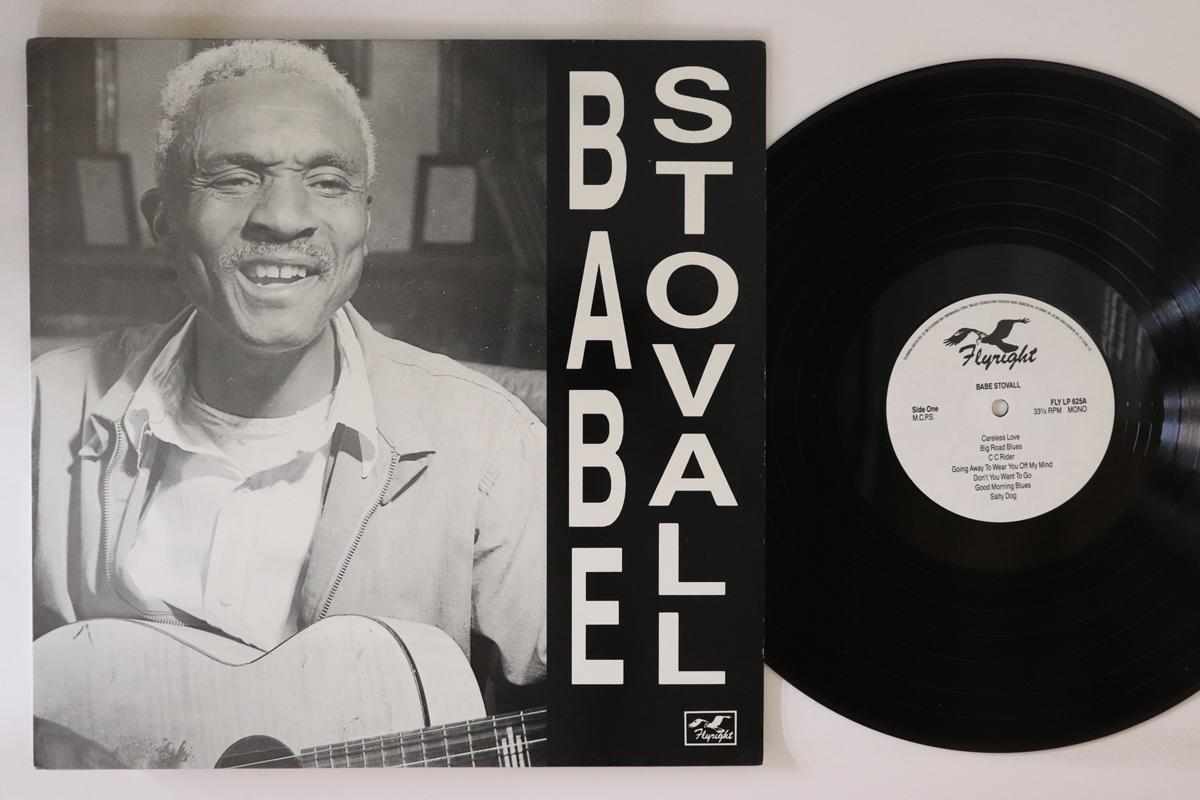 BABE
STOVALL
Flyright
Flyright
BABE STOVALL
Side One
M.C.P.S.
FLY LP 625A
33⅓ RPM MONO
Careless Love
Big Road Blues
C C Rider
Going Away To Wear You Off My Mind
Don't You Want To Go
Good Morning Blues
Salty Dog